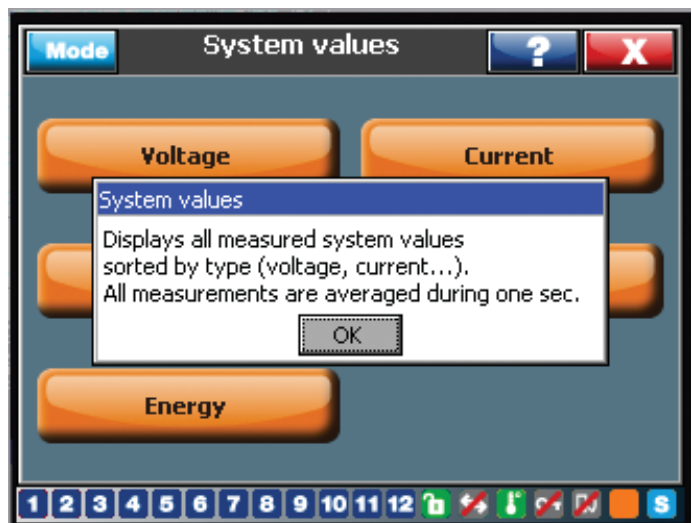 Mode System values ? X
Voltage Current
System values
Displays all measured system values
sorted by type (voltage, current...).
All measurements are averaged during one sec.
OK
Energy
1 2 3 4 5 6 7 8 9 10 11 12 S